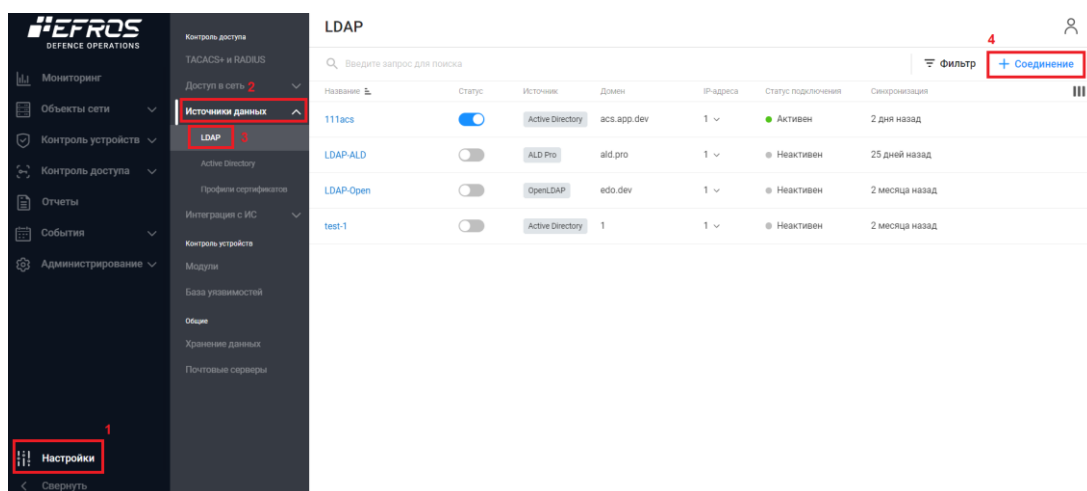 EFROS
DEFENCE OPERATIONS
Мониторинг
Объекты сети
Контроль устройств
Контроль доступа
Отчеты
События
Администрирование
1
Настройки
Свернуть
Контроль доступа
TACACS+ и RADIUS
Доступ в сеть 2
Источники данных
LDAP 3
Active Directory
Профили сертификатов
Интеграция с ИС
Контроль устройств
Модули
База уязвимостей
Общие
Хранение данных
Почтовые серверы
LDAP
4
Введите запрос для поиска Фильтр + Соединение
Название Статус Источник Домен IP-адреса Статус подключения Синхронизация
111acs Active Directory acs.app.dev 1 Активен 2 дня назад
LDAP-ALD ALD Pro ald.pro 1 Неактивен 25 дней назад
LDAP-Open OpenLDAP edo.dev 1 Неактивен 2 месяца назад
test-1 Active Directory 1 1 Неактивен 2 месяца назад